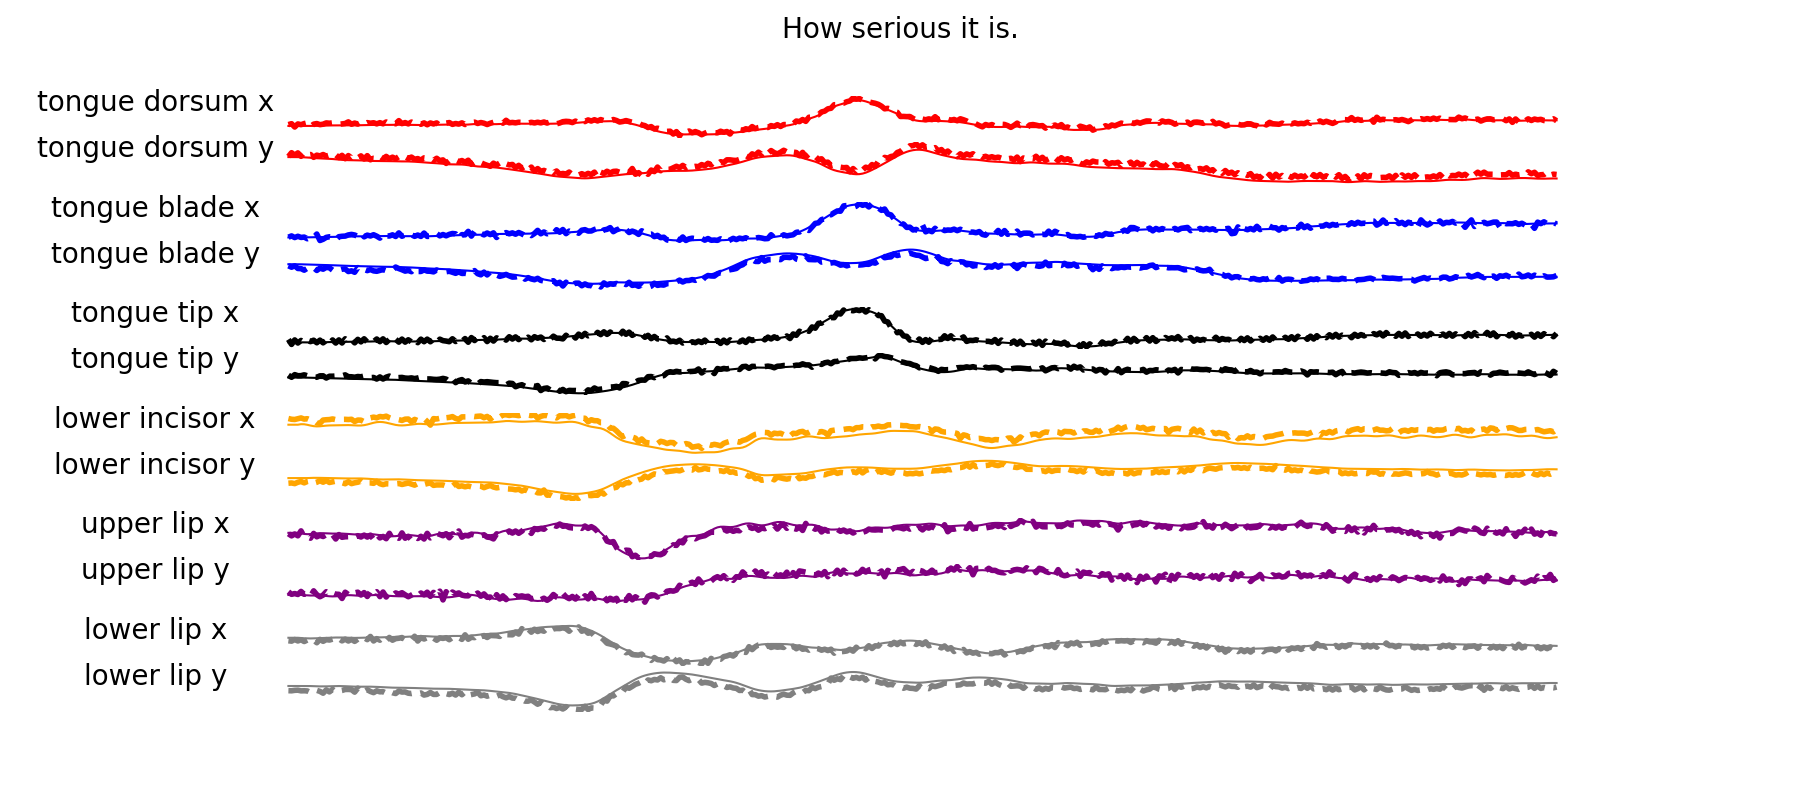 How serious it is.
tongue dorsum x
tongue dorsum y
tongue blade x
tongue blade y
tongue tip x
tongue tip y
lower incisor x
lower incisor y
upper lip x
upper lip y
lower lip x
lower lip y